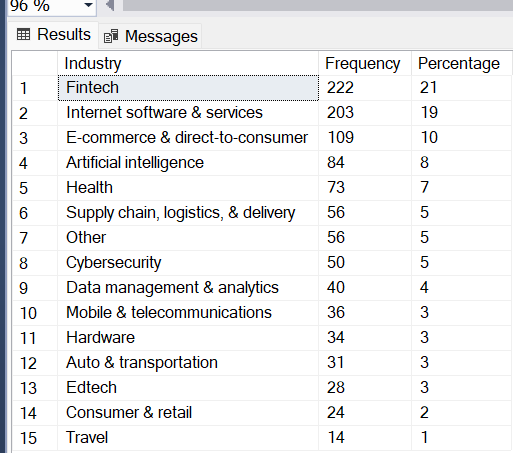 96 %
Results Messages
Industry Frequency Percentage
1 Fintech 222 21
2 Internet software & services 203 19
3 E-commerce & direct-to-consumer 109 10
4 Artificial intelligence 84 8
5 Health 73 7
6 Supply chain, logistics, & delivery 56 5
7 Other 56 5
8 Cybersecurity 50 5
9 Data management & analytics 40 4
10 Mobile & telecommunications 36 3
11 Hardware 34 3
12 Auto & transportation 31 3
13 Edtech 28 3
14 Consumer & retail 24 2
15 Travel 14 1